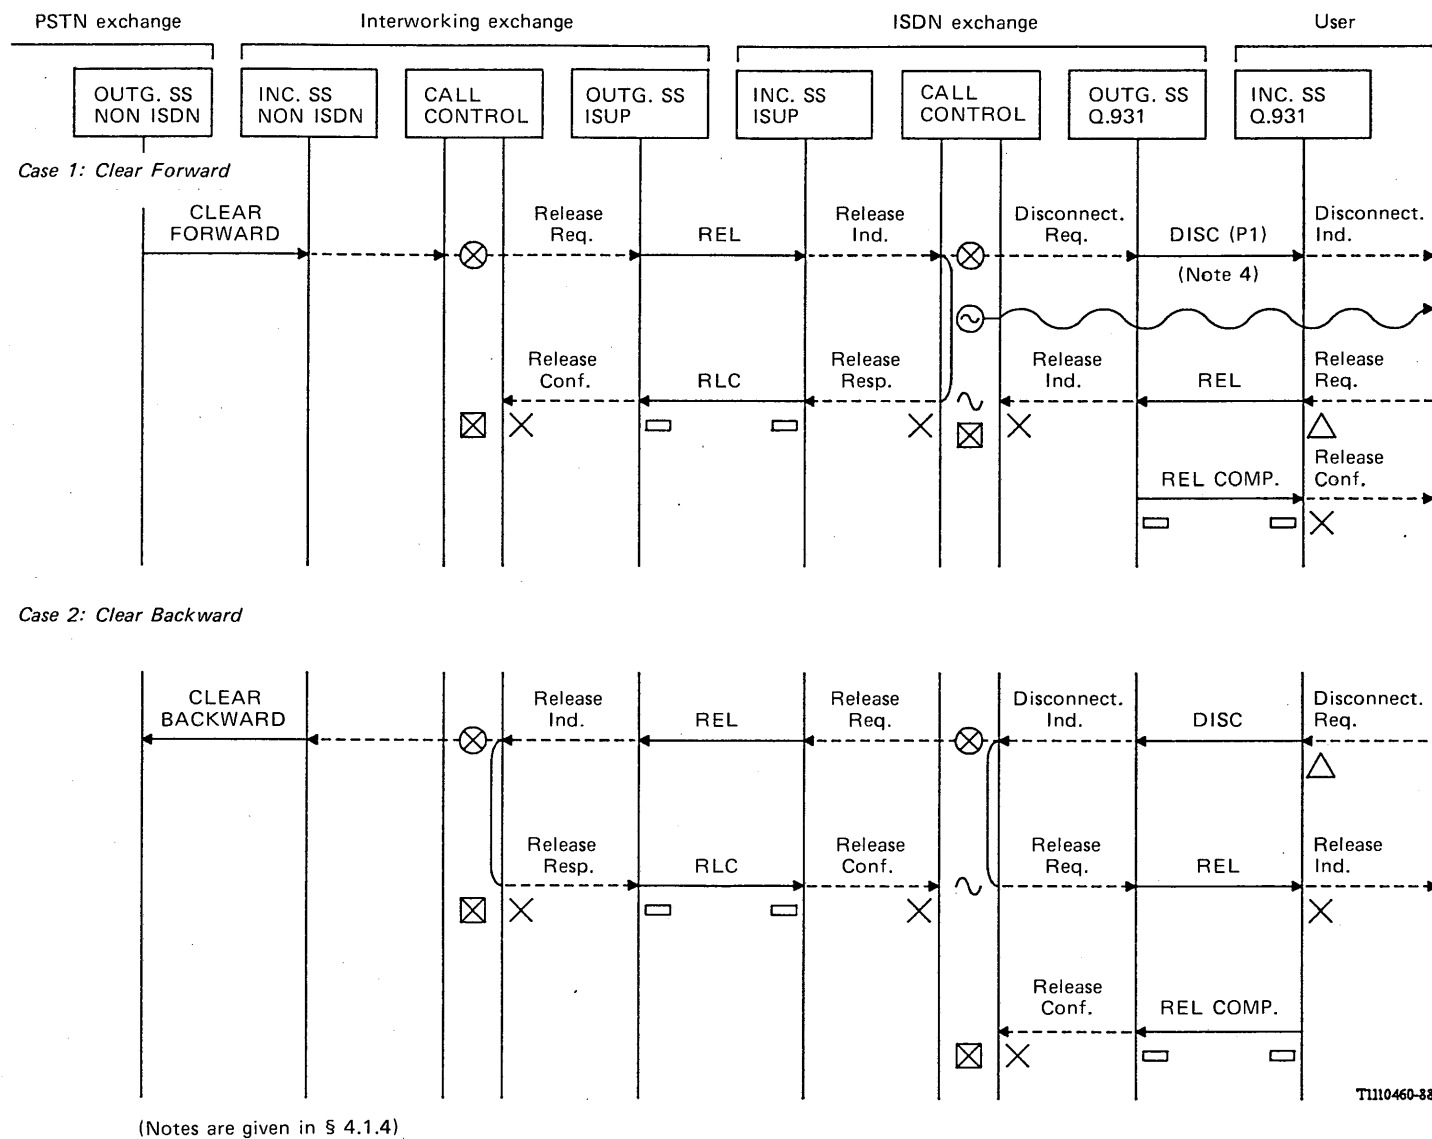 PSTN exchange Interworking exchange ISDN exchange User
OUTG. SS NON ISDN
INC. SS NON ISDN
CALL CONTROL
OUTG. SS ISUP
INC. SS ISUP
CALL CONTROL
OUTG. SS Q.931
INC. SS Q.931
Case 1: Clear Forward
CLEAR FORWARD
Release Req.
REL
Release Ind.
Disconnect. Req.
DISC (P1)
(Note 4)
Disconnect. Ind.
Release Conf.
RLC
Release Resp.
Release Ind.
REL
Release Req.
REL COMP.
Release Conf.
Case 2: Clear Backward
CLEAR BACKWARD
Release Ind.
REL
Release Req.
Disconnect. Ind.
DISC
Disconnect. Req.
Release Resp.
RLC
Release Conf.
Release Req.
REL
Release Ind.
Release Conf.
REL COMP.
T1110460-88
(Notes are given in § 4.1.4)